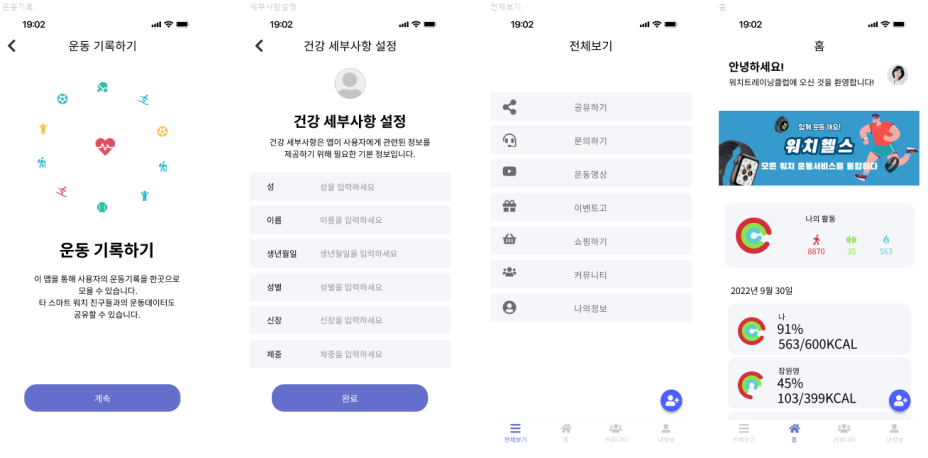 운동기록
19:02
운동 기록하기
운동 기록하기
이 앱을 통해 사용자의 운동기록을 한곳으로
모을 수 있습니다.
타 스마트 워치 친구들과의 운동데이터도
공유할 수 있습니다.
계속
세부사항설정
19:02
건강 세부사항 설정
건강 세부사항 설정
건강 세부사항은 앱이 사용자에게 관련된 정보를
제공하기 위해 필요한 기본 정보입니다.
성 성을 입력하세요
이름 이름을 입력하세요
생년월일 생년월일을 입력하세요
성별 성별을 입력하세요
신장 신장을 입력하세요
체중 체중을 입력하세요
완료
전체보기
19:02
전체보기
공유하기
문의하기
운동영상
이벤트고
쇼핑하기
커뮤니티
나의정보
전체보기 홈 커뮤니티 내정보
홈
19:02
홈
안녕하세요!
워치트레이닝클럽에 오신 것을 환영합니다!
함께 운동 해요!
워치 헬스
모든 워치 운동서비스를 통합하다
나의 활동
8870 35 563
2022년 9월 30일
나
91%
563/600KCAL
장원영
45%
103/399KCAL
전체보기 홈 커뮤니티 내정보